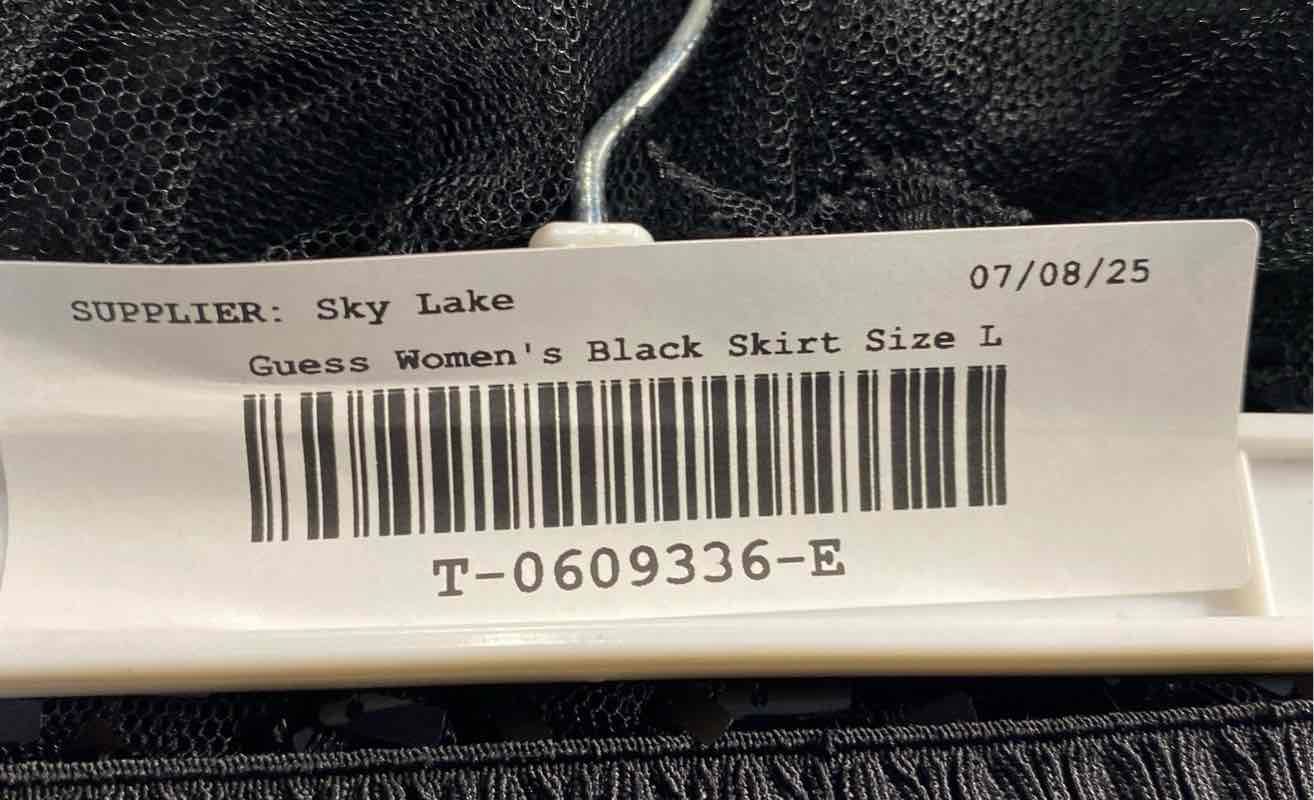 07/08/25
SUPPLIER: Sky Lake
Guess Women's Black Skirt Size L
T-0609336-E